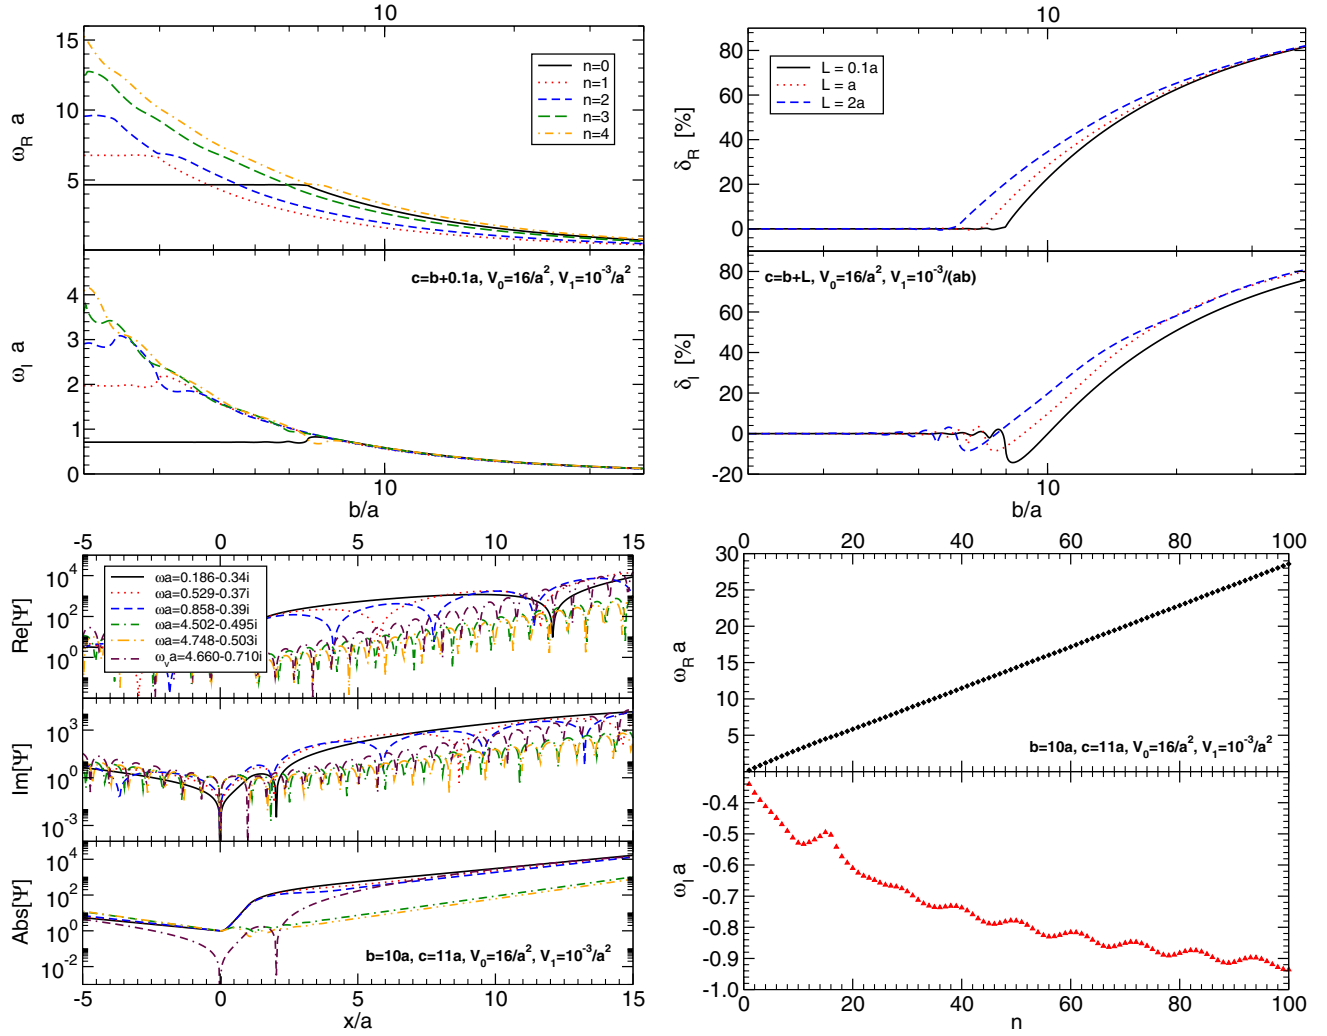 10
15
10
5
ω_R a
n=0
n=1
n=2
n=3
n=4
4
3
2
1
0
ω_I a
c=b+0.1a, V_0=16/a^2, V_1=10^-3/a^2
10
b/a
10
80
60
40
20
0
δ_R [%]
L = 0.1a
L = a
L = 2a
80
60
40
20
0
-20
δ_I [%]
c=b+L, V_0=16/a^2, V_1=10^-3/(ab)
10
b/a
-5 0 5 10 15
10^4
10^2
10^0
Re[Ψ]
ωa=0.186-0.34i
ωa=0.529-0.37i
ωa=0.858-0.39i
ωa=4.502-0.495i
ωa=4.748-0.503i
ω_v a=4.660-0.710i
10^3
10^0
10^-3
Im[Ψ]
10^4
10^2
10^0
10^-2
Abs[Ψ]
b=10a, c=11a, V_0=16/a^2, V_1=10^-3/a^2
-5 0 5 10 15
x/a
0 20 40 60 80 100
30
25
20
15
10
5
ω_R a
b=10a, c=11a, V_0=16/a^2, V_1=10^-3/a^2
-0.4
-0.5
-0.6
-0.7
-0.8
-0.9
-1.0
ω_I a
0 20 40 60 80 100
n